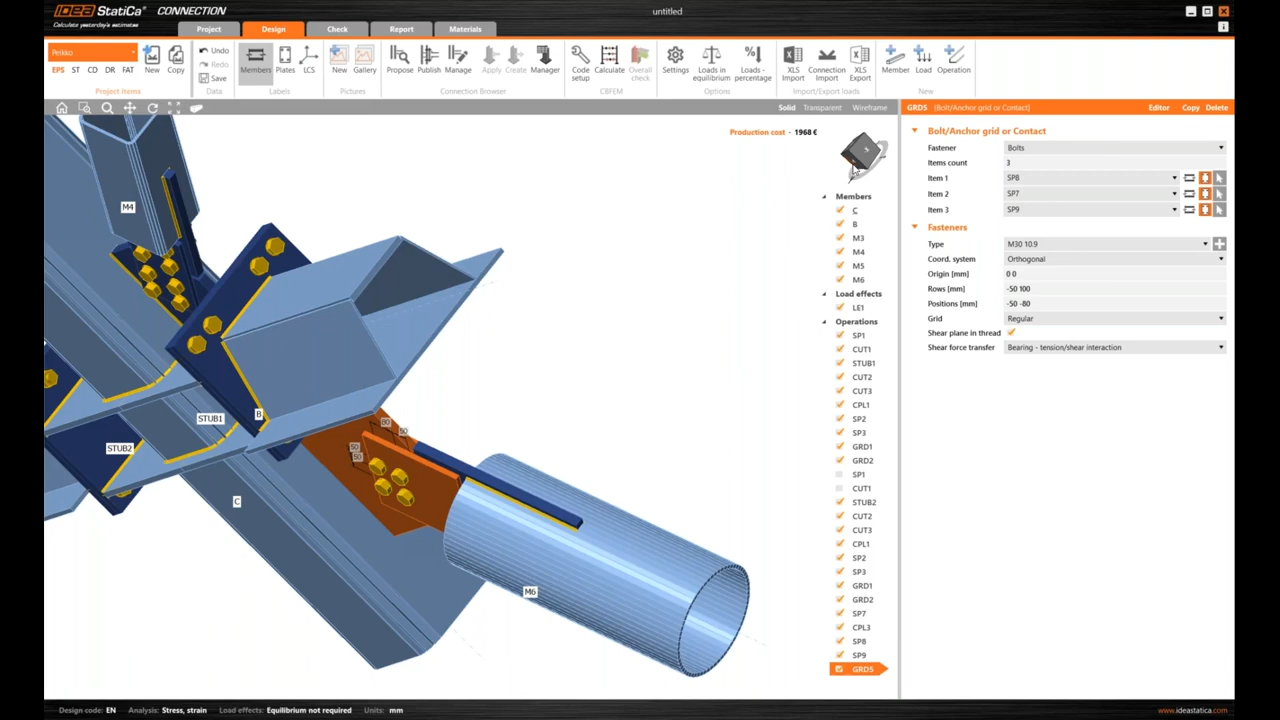 IDEA StatiCa® CONNECTION
Calculate yesterday's estimates
untitled
Project Design Check Report Materials
Peikko
EPS ST CD DR FAT
New Copy
Project items
Undo
Redo
Save
Data
Members Plates LCS
Labels
New Gallery
Pictures
Propose Publish Manage Apply Create Manager
Connection Browser
Code setup Calculate Overall check
CBFEM
Settings Loads in equilibrium Loads - percentage
Options
XLS Import Connection Import XLS Export
Import/Export loads
Member Load Operation
New
Solid Transparent Wireframe
Production cost - 1968 €
M4
B
STUB1
STUB2
C
80
50
50
50
M6
Members
C
B
M3
M4
M5
M6
Load effects
LE1
Operations
SP1
CUT1
STUB1
CUT2
CUT3
CPL1
SP2
SP3
GRD1
GRD2
SP1
CUT1
STUB2
CUT2
CUT3
CPL1
SP2
SP3
GRD1
GRD2
SP7
CPL3
SP8
SP9
GRD5
GRD5 [Bolt/Anchor grid or Contact] Editor Copy Delete
Bolt/Anchor grid or Contact
Fastener Bolts
Items count 3
Item 1 SP8
Item 2 SP7
Item 3 SP9
Fasteners
Type M30 10.9
Coord. system Orthogonal
Origin [mm] 0 0
Rows [mm] -50 100
Positions [mm] -50 -80
Grid Regular
Shear plane in thread
Shear force transfer Bearing - tension/shear interaction
Design code: EN Analysis: Stress, strain Load effects: Equilibrium not required Units: mm
www.ideastatica.com